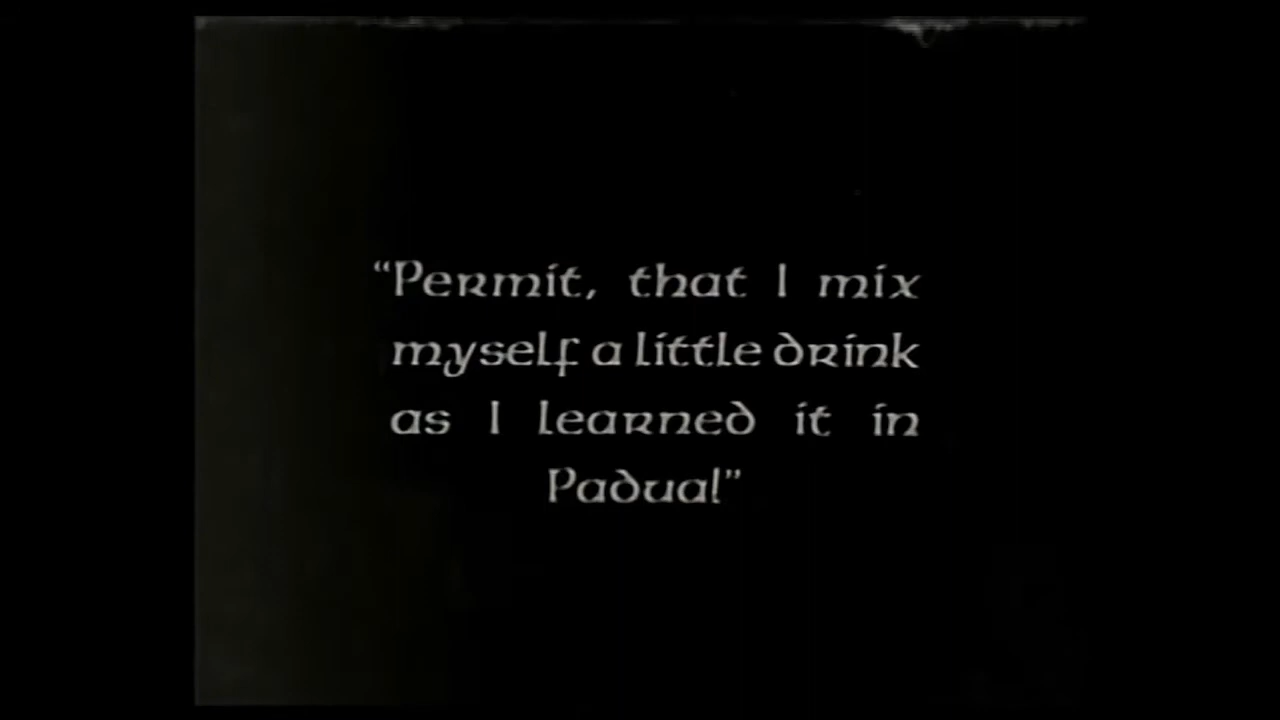 “Permit, that I mix
myself a little drink
as I learned it in
Padua!”